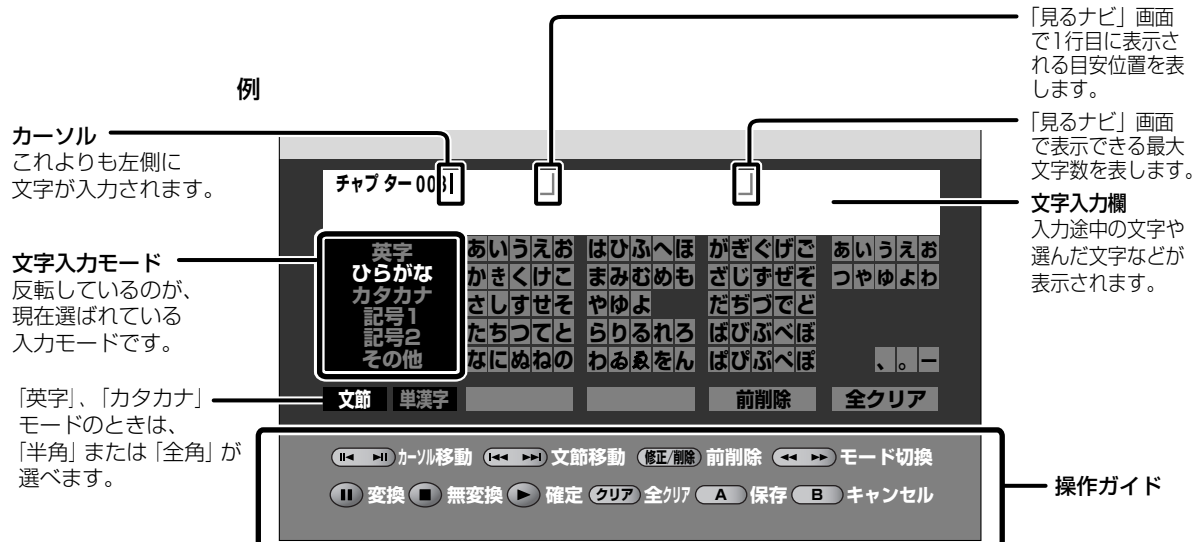 例
カーソル
これよりも左側に
文字が入力されます。
文字入力モード
反転しているのが、
現在選ばれている
入力モードです。
「英字」、「カタカナ」
モードのときは、
「半角」または「全角」が
選べます。
「見るナビ」画面
で1行目に表示さ
れる目安位置を表
します。
「見るナビ」画面
で表示できる最大
文字数を表します。
文字入力欄
入力途中の文字や
選んだ文字などが
表示されます。
チャプター 003
英字
ひらがな
カタカナ
記号1
記号2
その他
あいうえお はひふへほ がぎぐげご ぁぃぅぇぉ
かきくけこ まみむめも ざじずぜぞ っゃゅょゎ
さしすせそ やゆよ だぢづでど
たちつてと らりるれろ ばびぶべぼ
なにぬねの わゐゑをん ぱぴぷぺぽ 、。ー
文節 単漢字 前削除 全クリア
カーソル移動 文節移動 修正/削除 前削除 モード切換
変換 無変換 確定 クリア 全クリア A 保存 B キャンセル
操作ガイド